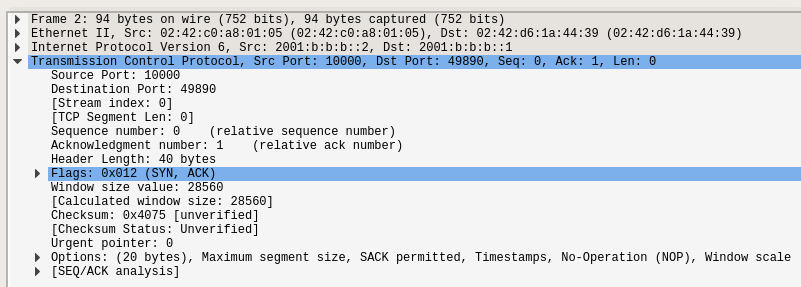 Frame 2: 94 bytes on wire (752 bits), 94 bytes captured (752 bits)
Ethernet II, Src: 02:42:c0:a8:01:05 (02:42:c0:a8:01:05), Dst: 02:42:d6:1a:44:39 (02:42:d6:1a:44:39)
Internet Protocol Version 6, Src: 2001:b:b:b::2, Dst: 2001:b:b:b::1
Transmission Control Protocol, Src Port: 10000, Dst Port: 49890, Seq: 0, Ack: 1, Len: 0
Source Port: 10000
Destination Port: 49890
[Stream index: 0]
[TCP Segment Len: 0]
Sequence number: 0    (relative sequence number)
Acknowledgment number: 1    (relative ack number)
Header Length: 40 bytes
Flags: 0x012 (SYN, ACK)
Window size value: 28560
[Calculated window size: 28560]
Checksum: 0x4075 [unverified]
[Checksum Status: Unverified]
Urgent pointer: 0
Options: (20 bytes), Maximum segment size, SACK permitted, Timestamps, No-Operation (NOP), Window scale
[SEQ/ACK analysis]